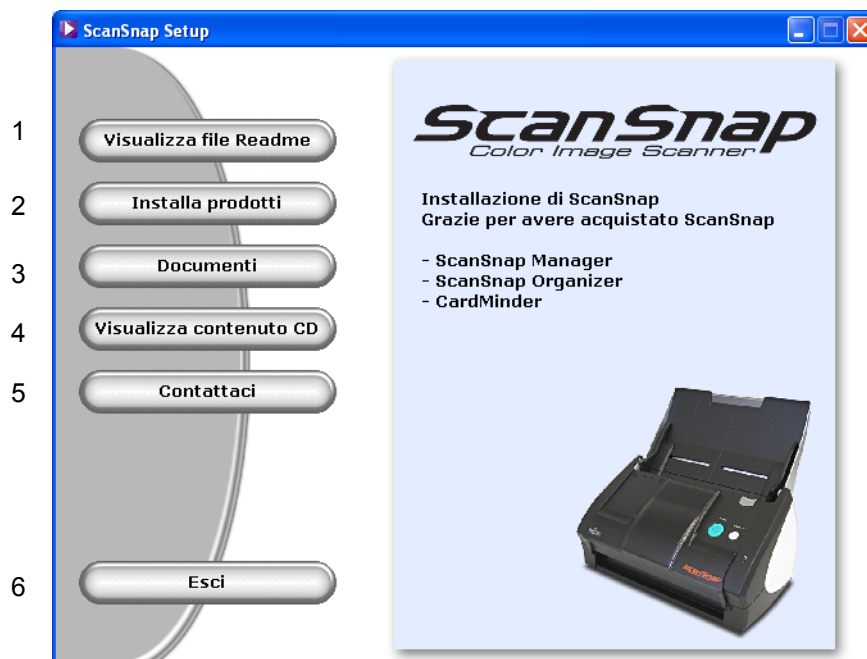 ScanSnap Setup
1
Visualizza file Readme
2
Installa prodotti
3
Documenti
4
Visualizza contenuto CD
5
Contattaci
6
Esci
ScanSnap
Color Image Scanner
Installazione di ScanSnap
Grazie per avere acquistato ScanSnap
- ScanSnap Manager
- ScanSnap Organizer
- CardMinder
ScanSnap